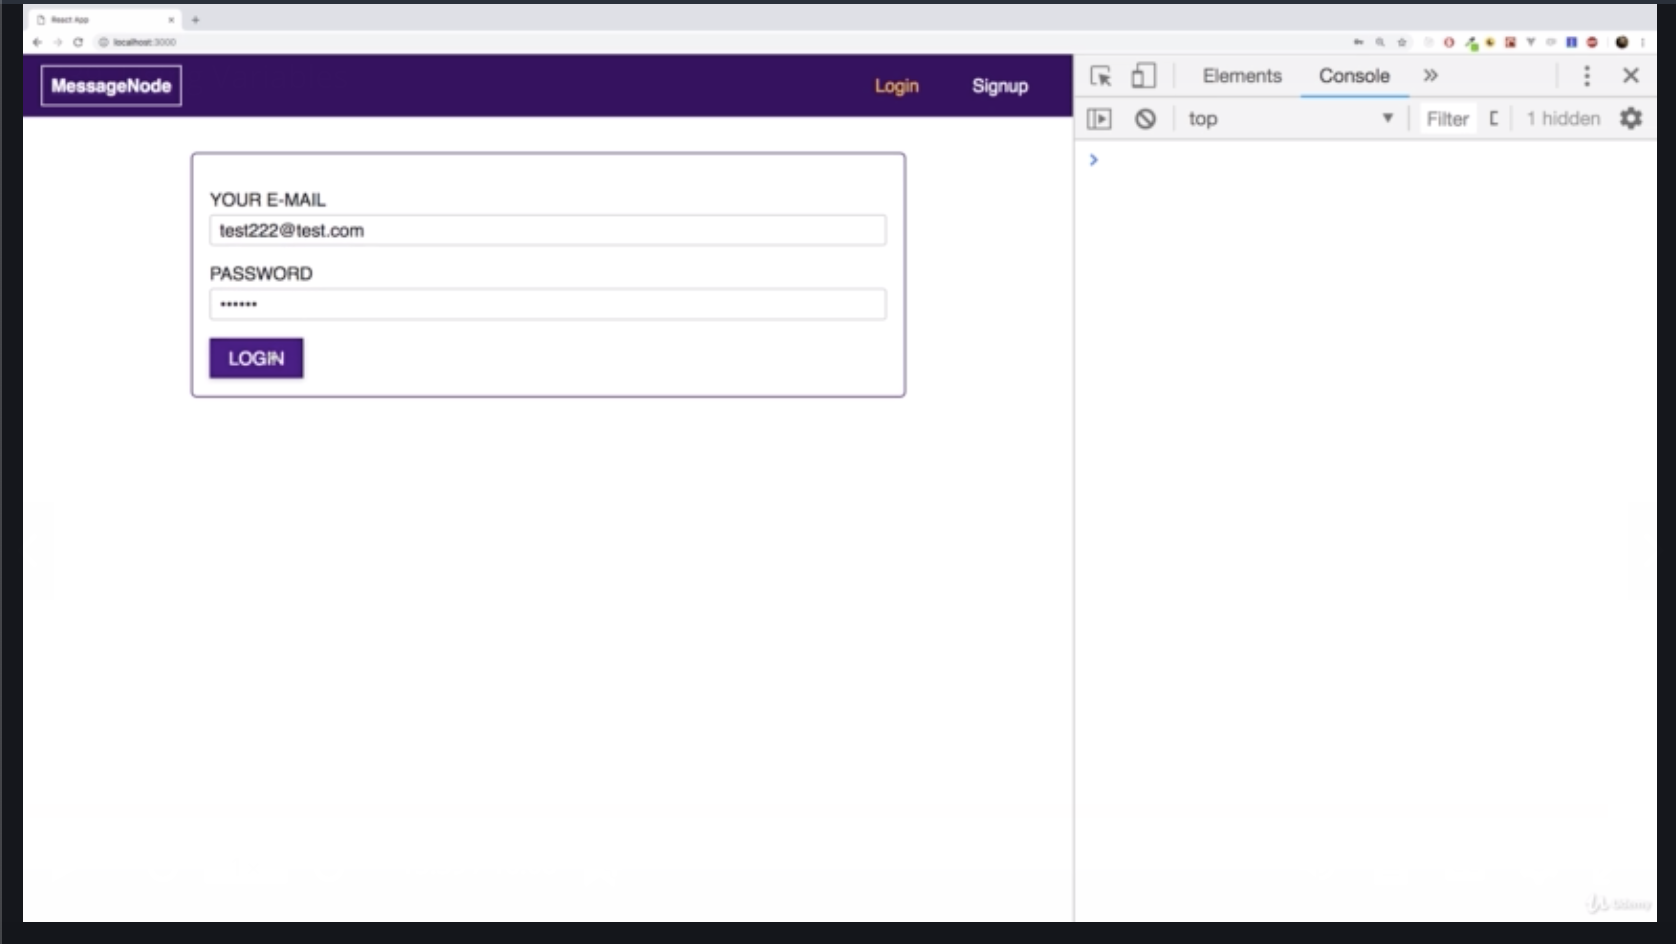 React App
localhost:3000
MessageNode
Login
Signup
Elements
Console
top
Filter
1 hidden
YOUR E-MAIL
test222@test.com
PASSWORD
••••••
LOGIN
Udemy